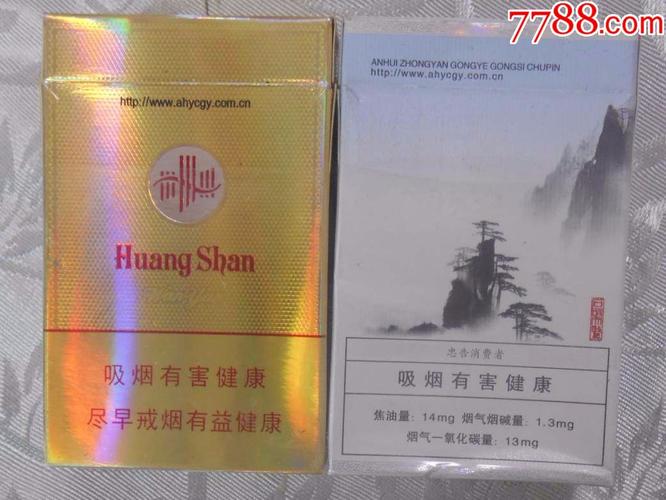 7788.com
http://www.ahycgy.com.cn
Huang Shan
吸烟有害健康
尽早戒烟有益健康
ANHUI ZHONGYAN GONGYE GONGSI CHUPIN
http://www.ahycgy.com.cn
忠告消费者
吸烟有害健康
焦油量：14mg 烟气烟碱量：1.3mg
烟气一氧化碳量：13mg